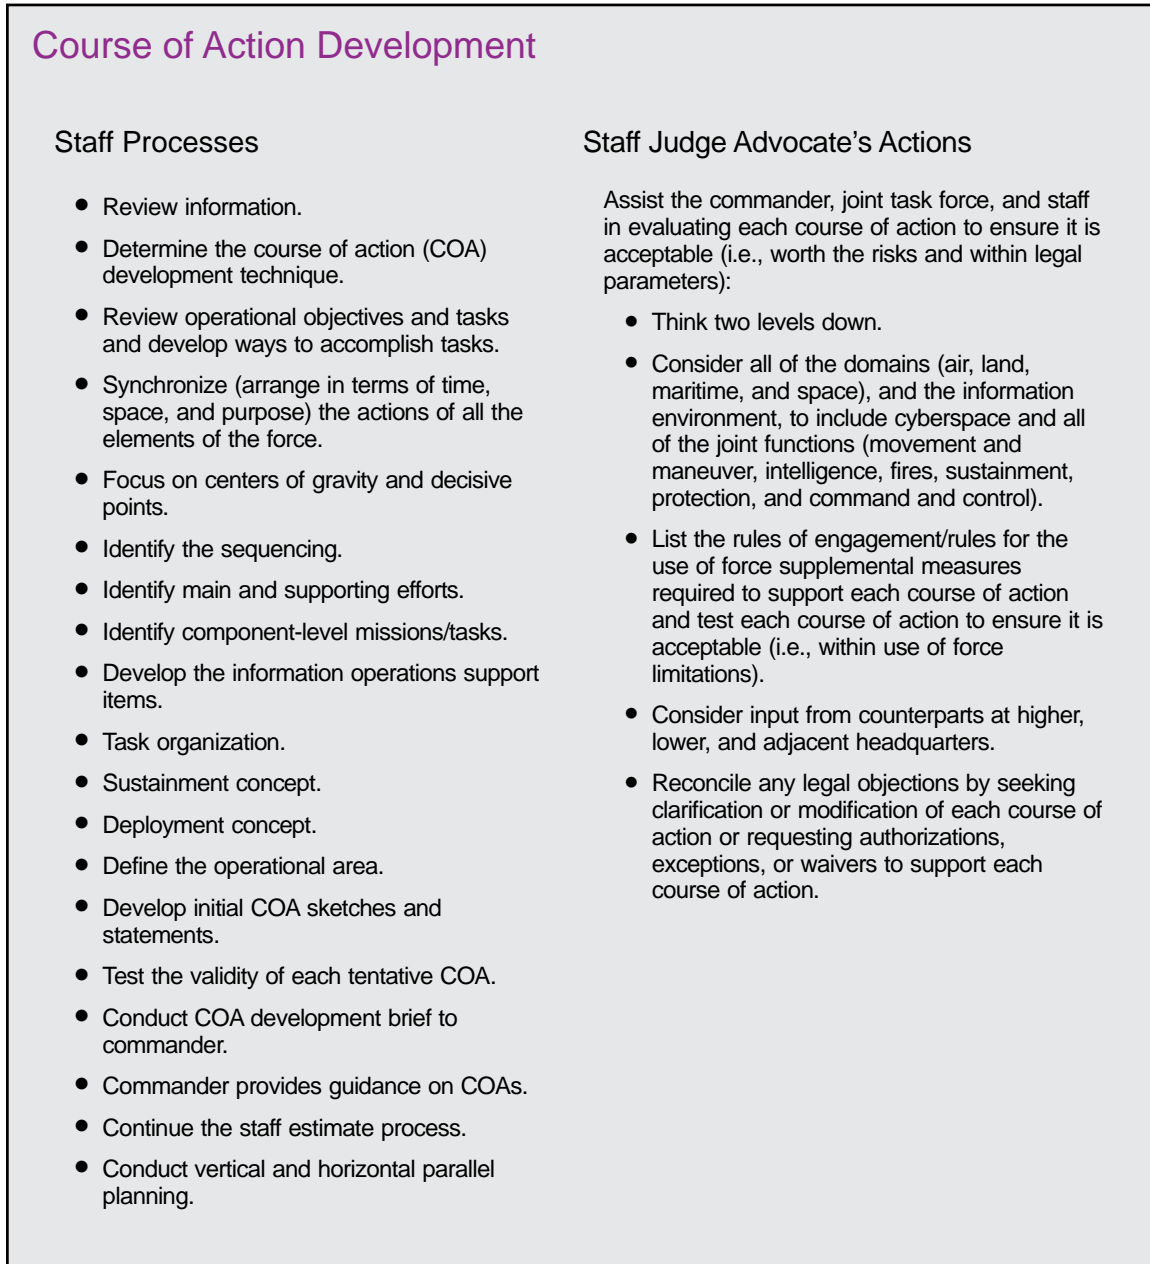 Course of Action Development
Staff Processes
• Review information.
• Determine the course of action (COA)
development technique.
• Review operational objectives and tasks
and develop ways to accomplish tasks.
• Synchronize (arrange in terms of time,
space, and purpose) the actions of all the
elements of the force.
• Focus on centers of gravity and decisive
points.
• Identify the sequencing.
• Identify main and supporting efforts.
• Identify component-level missions/tasks.
• Develop the information operations support
items.
• Task organization.
• Sustainment concept.
• Deployment concept.
• Define the operational area.
• Develop initial COA sketches and
statements.
• Test the validity of each tentative COA.
• Conduct COA development brief to
commander.
• Commander provides guidance on COAs.
• Continue the staff estimate process.
• Conduct vertical and horizontal parallel
planning.
Staff Judge Advocate’s Actions
Assist the commander, joint task force, and staff
in evaluating each course of action to ensure it is
acceptable (i.e., worth the risks and within legal
parameters):
• Think two levels down.
• Consider all of the domains (air, land,
maritime, and space), and the information
environment, to include cyberspace and all
of the joint functions (movement and
maneuver, intelligence, fires, sustainment,
protection, and command and control).
• List the rules of engagement/rules for the
use of force supplemental measures
required to support each course of action
and test each course of action to ensure it is
acceptable (i.e., within use of force
limitations).
• Consider input from counterparts at higher,
lower, and adjacent headquarters.
• Reconcile any legal objections by seeking
clarification or modification of each course of
action or requesting authorizations,
exceptions, or waivers to support each
course of action.